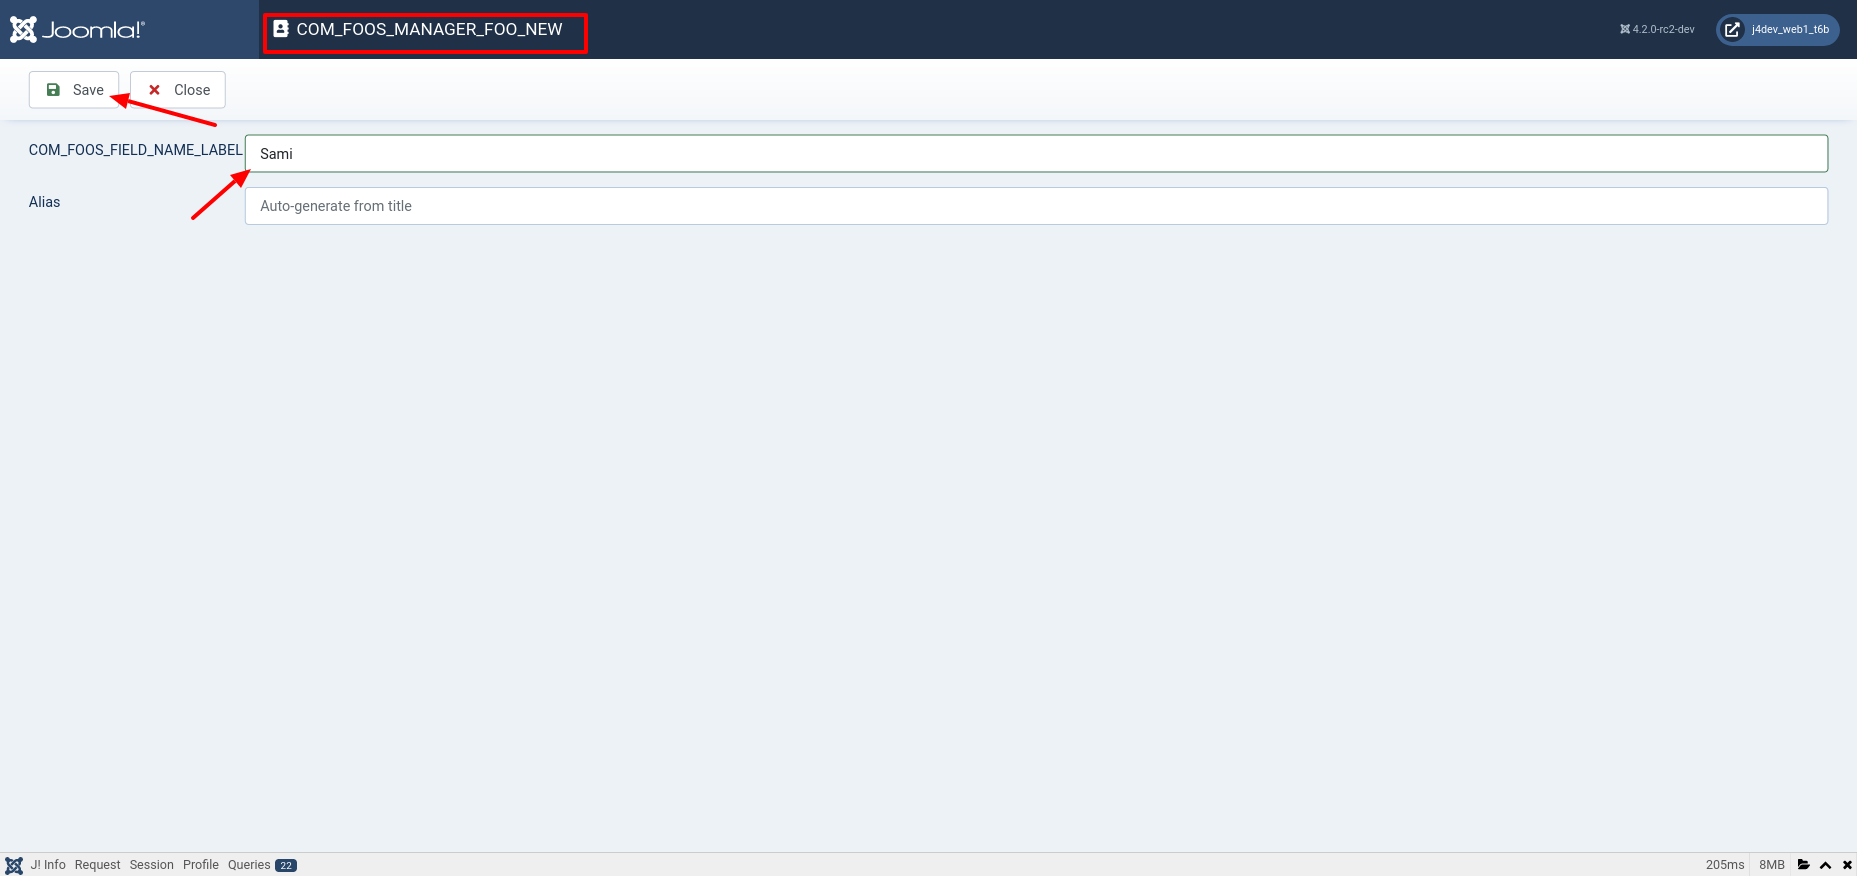 Joomla!® COM_FOOS_MANAGER_FOO_NEW 4.2.0-rc2-dev j4dev_web1_t6b
Save Close
COM_FOOS_FIELD_NAME_LABEL Sami
Alias Auto-generate from title
J! Info Request Session Profile Queries 22 205ms 8MB